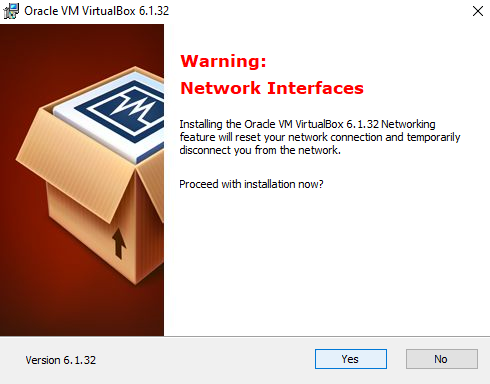 Oracle VM VirtualBox 6.1.32
Warning:
Network Interfaces
Installing the Oracle VM VirtualBox 6.1.32 Networking
feature will reset your network connection and temporarily
disconnect you from the network.
Proceed with installation now?
Version 6.1.32
Yes
No